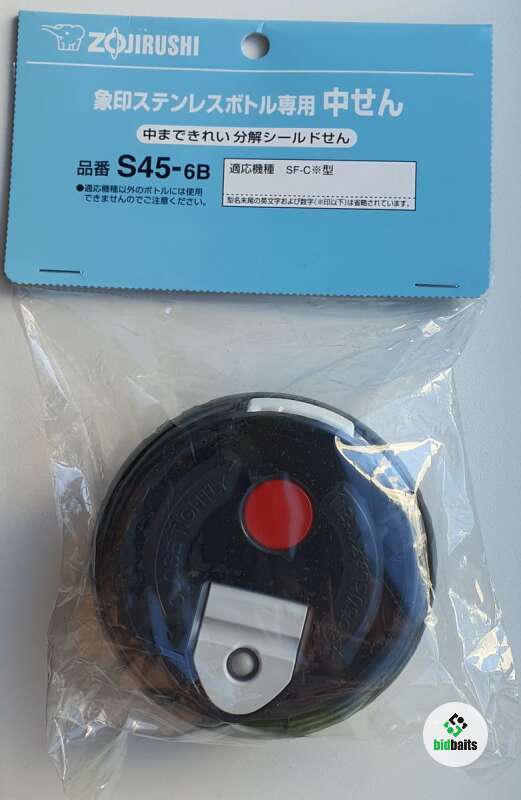 ZOJIRUSHI
象印ステンレスボトル専用 中せん
中まできれい 分解シールドせん
品番 S45-6B
適応機種 SF-C※型
型名末尾の英文字および数字(※印以下)は省略されています。
●適応機種以外のボトルには使用
できませんのでご注意ください。
CLOSE TIGHTLY
bidbaits